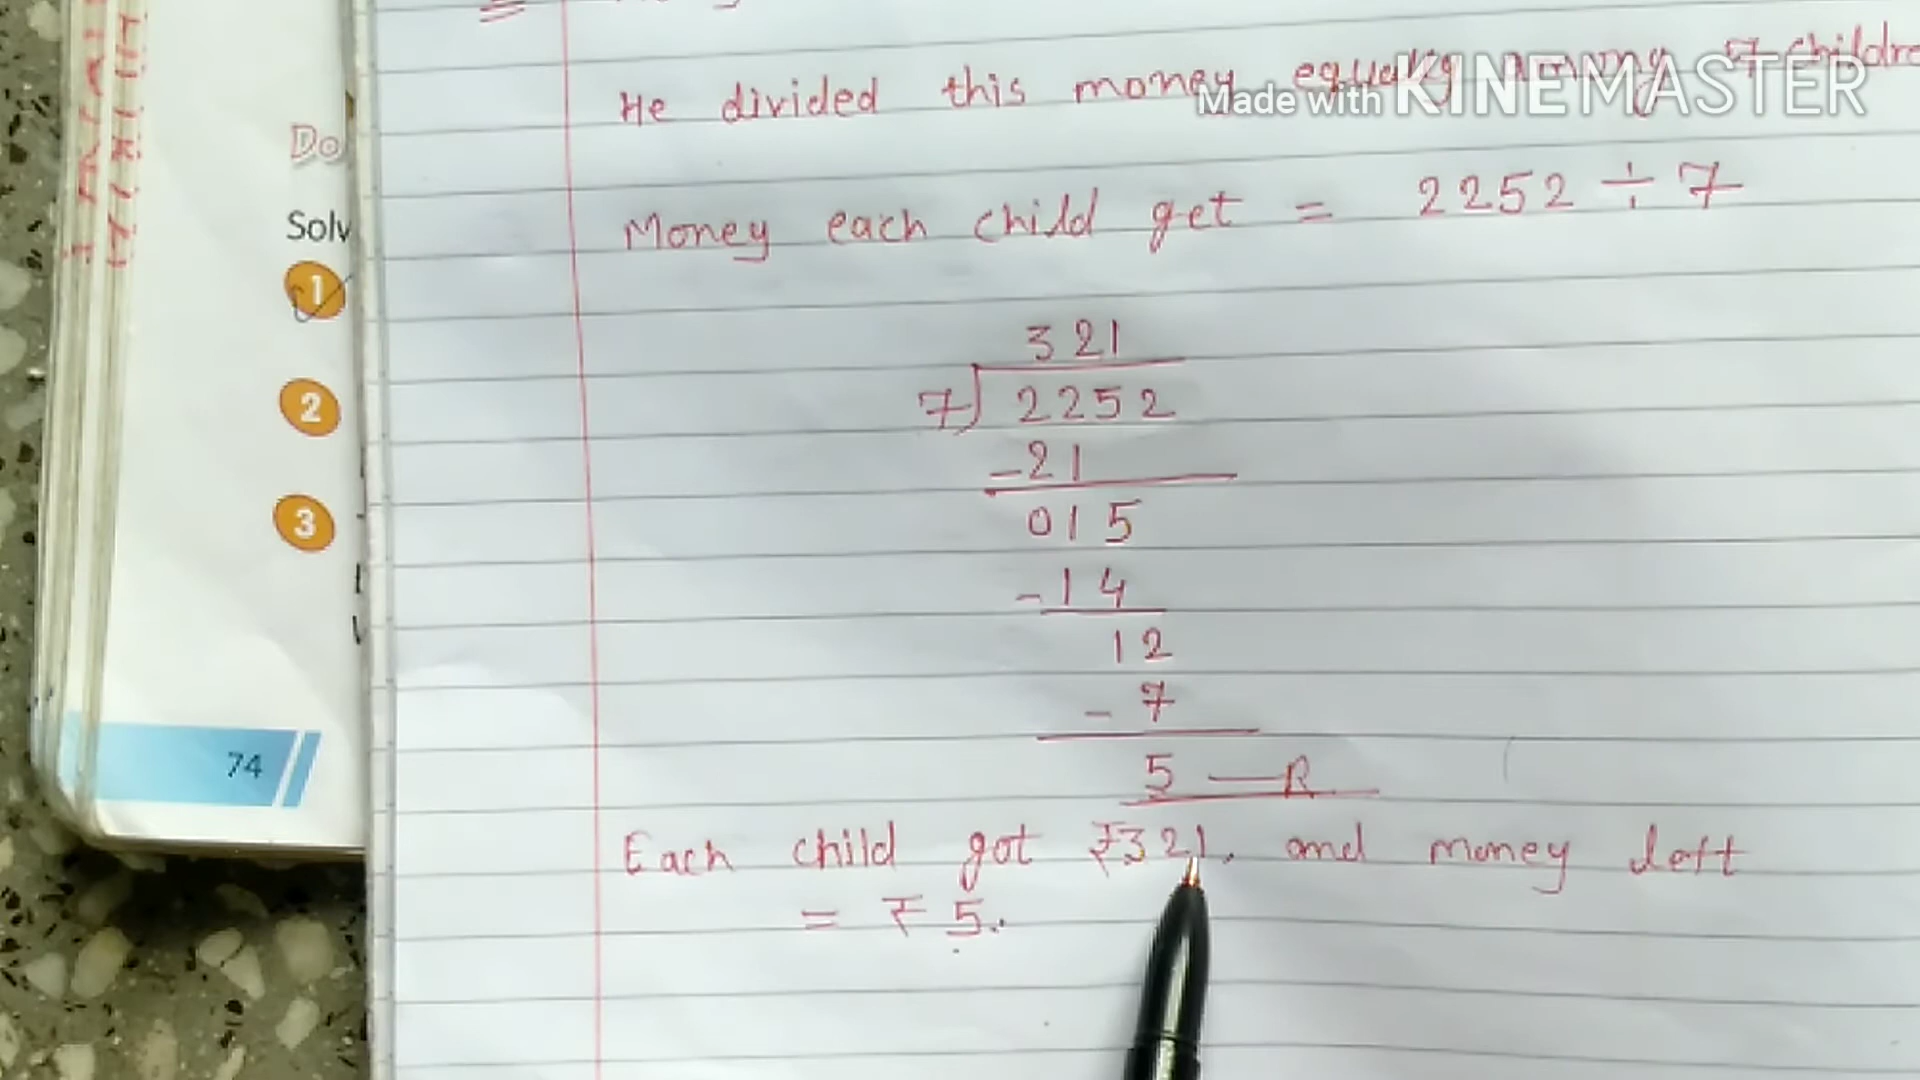 He divided this money equally among 7 childre
Made with KINEMASTER
Do
Money each child get = 2252 ÷ 7
Solv
1
321
7)2252
2
-21
015
3
-14
12
-7
74
5 — R
Each child got ₹321. and money left
= ₹ 5.